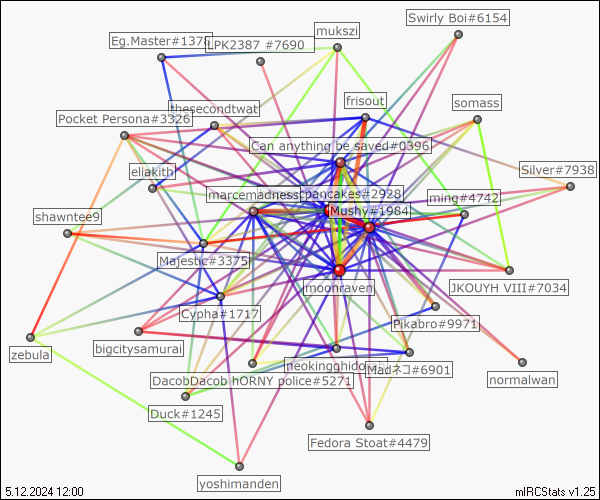 Swirly Boi#6154
mukszi
Eg.Master#1378
LPK2387 #7690
frisout
somass
thesecondtwat
Pocket Persona#3326
Can anything be saved#0396
eliakith
Silver#7938
marcemadness
pancakes#2928
ming#4742
shawntee9
Mushy#1984
Majestic#3375
moonraven
JKOUYH VIII#7034
Cypha#1717
Pikabro#9971
zebula
bigcitysamurai
neokingghido
Madネコ#6901
DacobDacob hORNY police#5271
normalwan
Duck#1245
Fedora Stoat#4479
yoshimanden
5.12.2024 12:00
mIRCStats v1.25